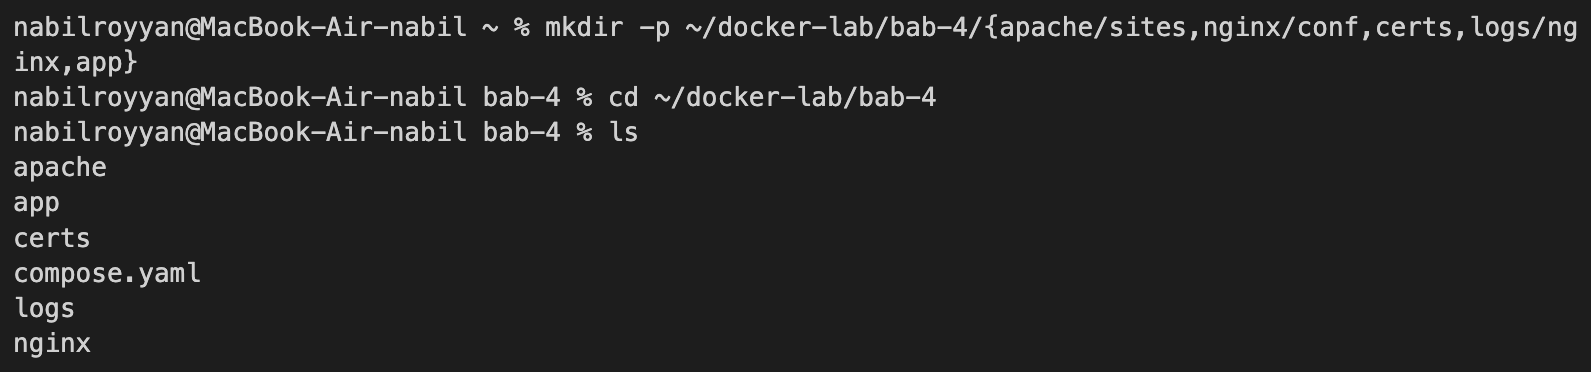 nabilroyyan@MacBook-Air-nabil ~ % mkdir -p ~/docker-lab/bab-4/{apache/sites,nginx/conf,certs,logs/ng
inx,app}
nabilroyyan@MacBook-Air-nabil bab-4 % cd ~/docker-lab/bab-4
nabilroyyan@MacBook-Air-nabil bab-4 % ls
apache
app
certs
compose.yaml
logs
nginx